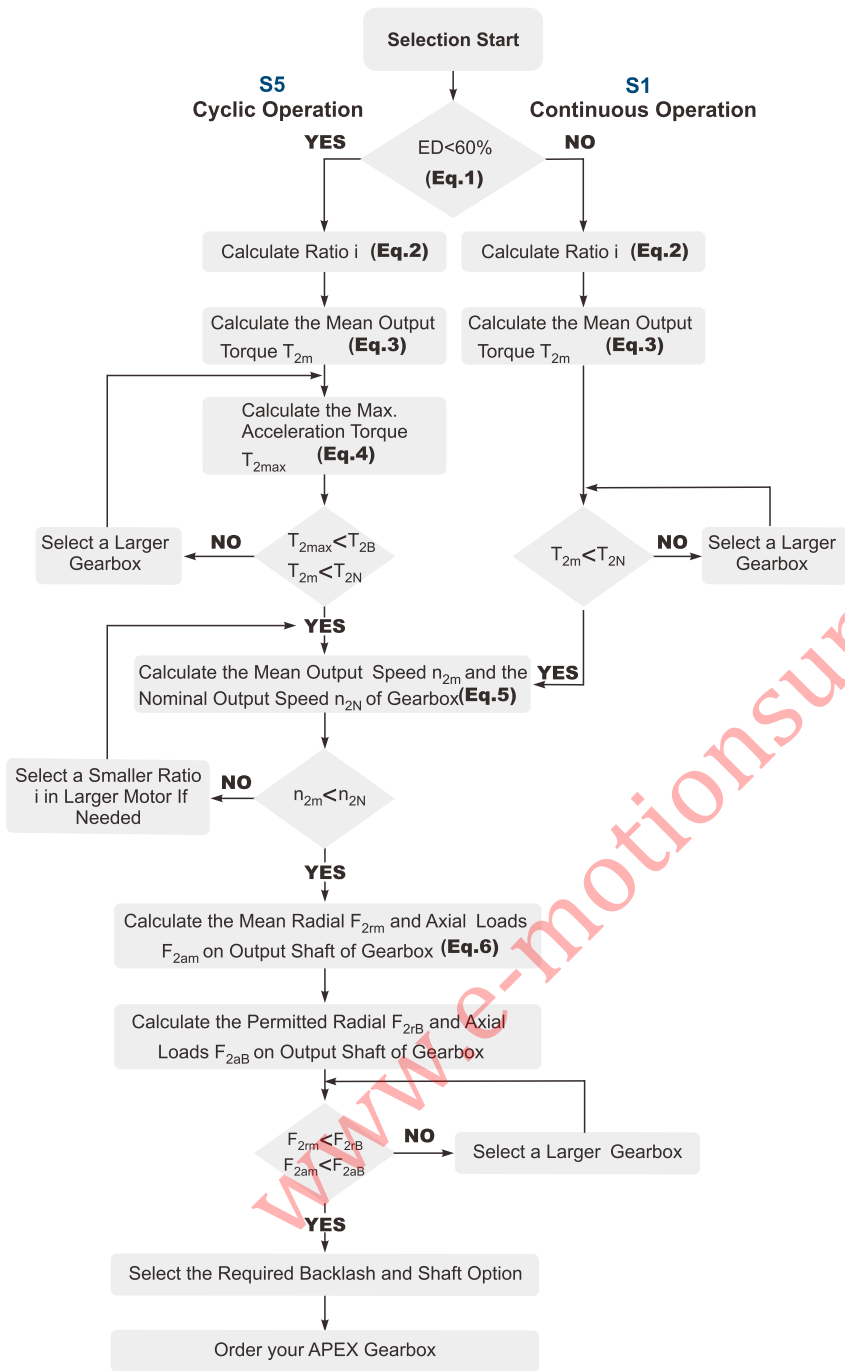 Selection Start
S5
Cyclic Operation
S1
Continuous Operation
YES
ED<60%
(Eq.1)
NO
Calculate Ratio i (Eq.2)
Calculate Ratio i (Eq.2)
Calculate the Mean Output
Torque T2m (Eq.3)
Calculate the Mean Output
Torque T2m (Eq.3)
Calculate the Max.
Acceleration Torque
T2max (Eq.4)
Select a Larger
Gearbox
NO
T2max<T2B
T2m<T2N
T2m<T2N
NO
Select a Larger
Gearbox
YES
Calculate the Mean Output Speed n2m and the
Nominal Output Speed n2N of Gearbox(Eq.5)
YES
Select a Smaller Ratio
i in Larger Motor If
Needed
NO
n2m<n2N
YES
Calculate the Mean Radial F2rm and Axial Loads
F2am on Output Shaft of Gearbox (Eq.6)
Calculate the Permitted Radial F2rB and Axial
Loads F2aB on Output Shaft of Gearbox
F2rm<F2rB
F2am<F2aB
NO
Select a Larger Gearbox
YES
Select the Required Backlash and Shaft Option
Order your APEX Gearbox
www.e-motionsur